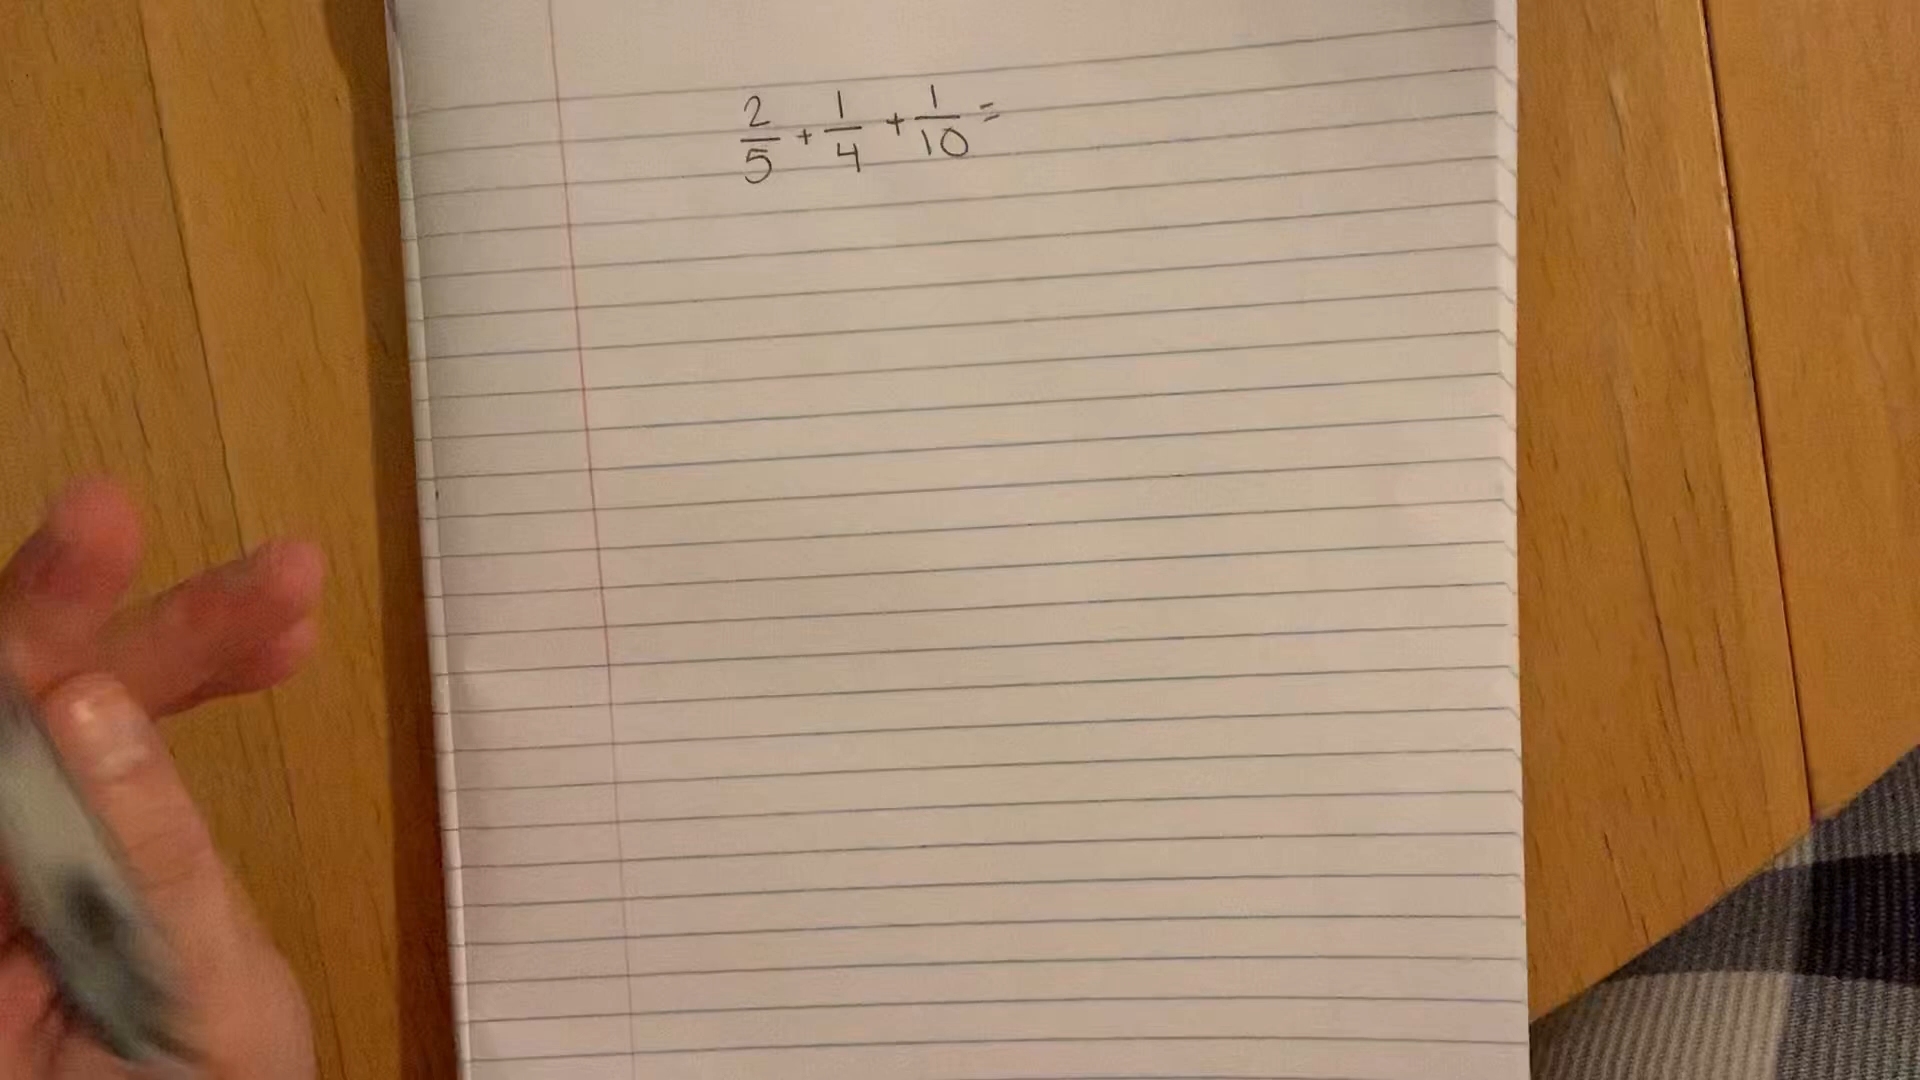 2/5 + 1/4 + 1/10 =